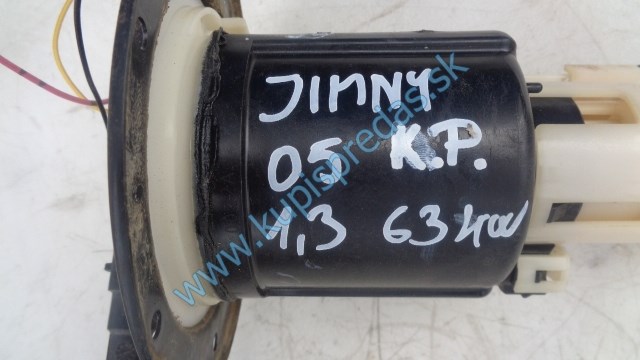 JIMNY
05 K.P.
1,3 63 kW
www.kupispredas.sk